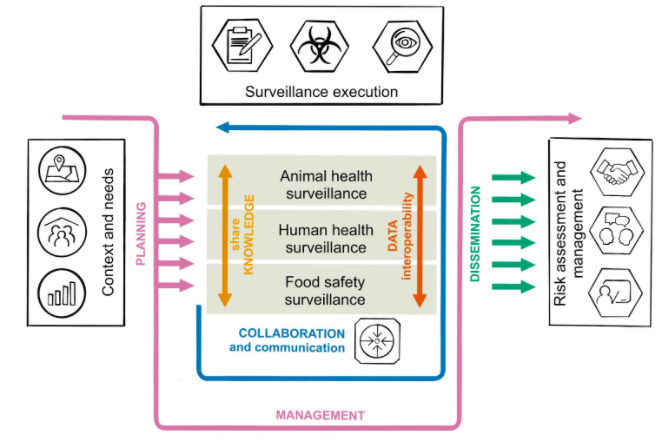 Surveillance execution
Context and needs
PLANNING
Animal health
surveillance
share
KNOWLEDGE
Human health
surveillance
DATA
interoperability
Food safety
surveillance
COLLABORATION
and communication
DISSEMINATION
Risk assessment and
management
MANAGEMENT